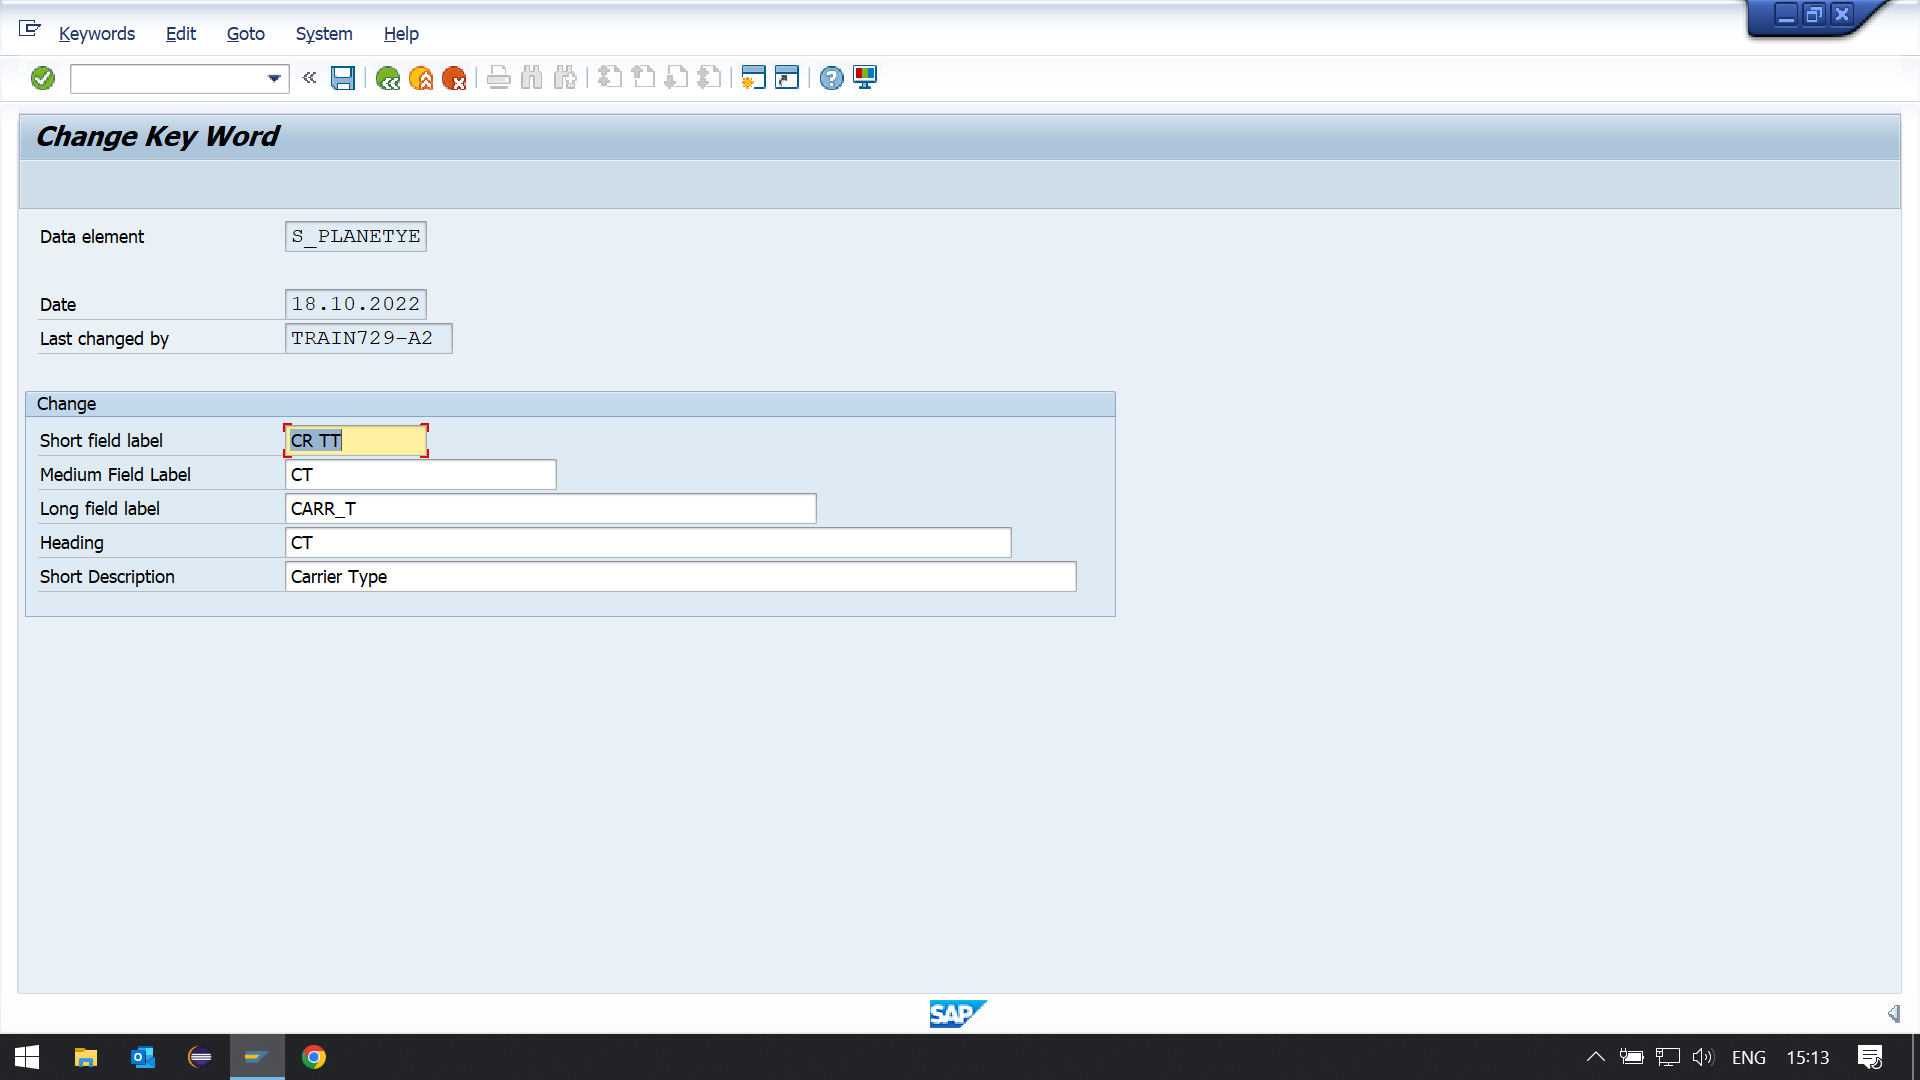 Keywords Edit Goto System Help
Change Key Word
Data element S_PLANETYE
Date 18.10.2022
Last changed by TRAIN729-A2
Change
Short field label CR TT
Medium Field Label CT
Long field label CARR_T
Heading CT
Short Description Carrier Type
SAP
ENG 15:13